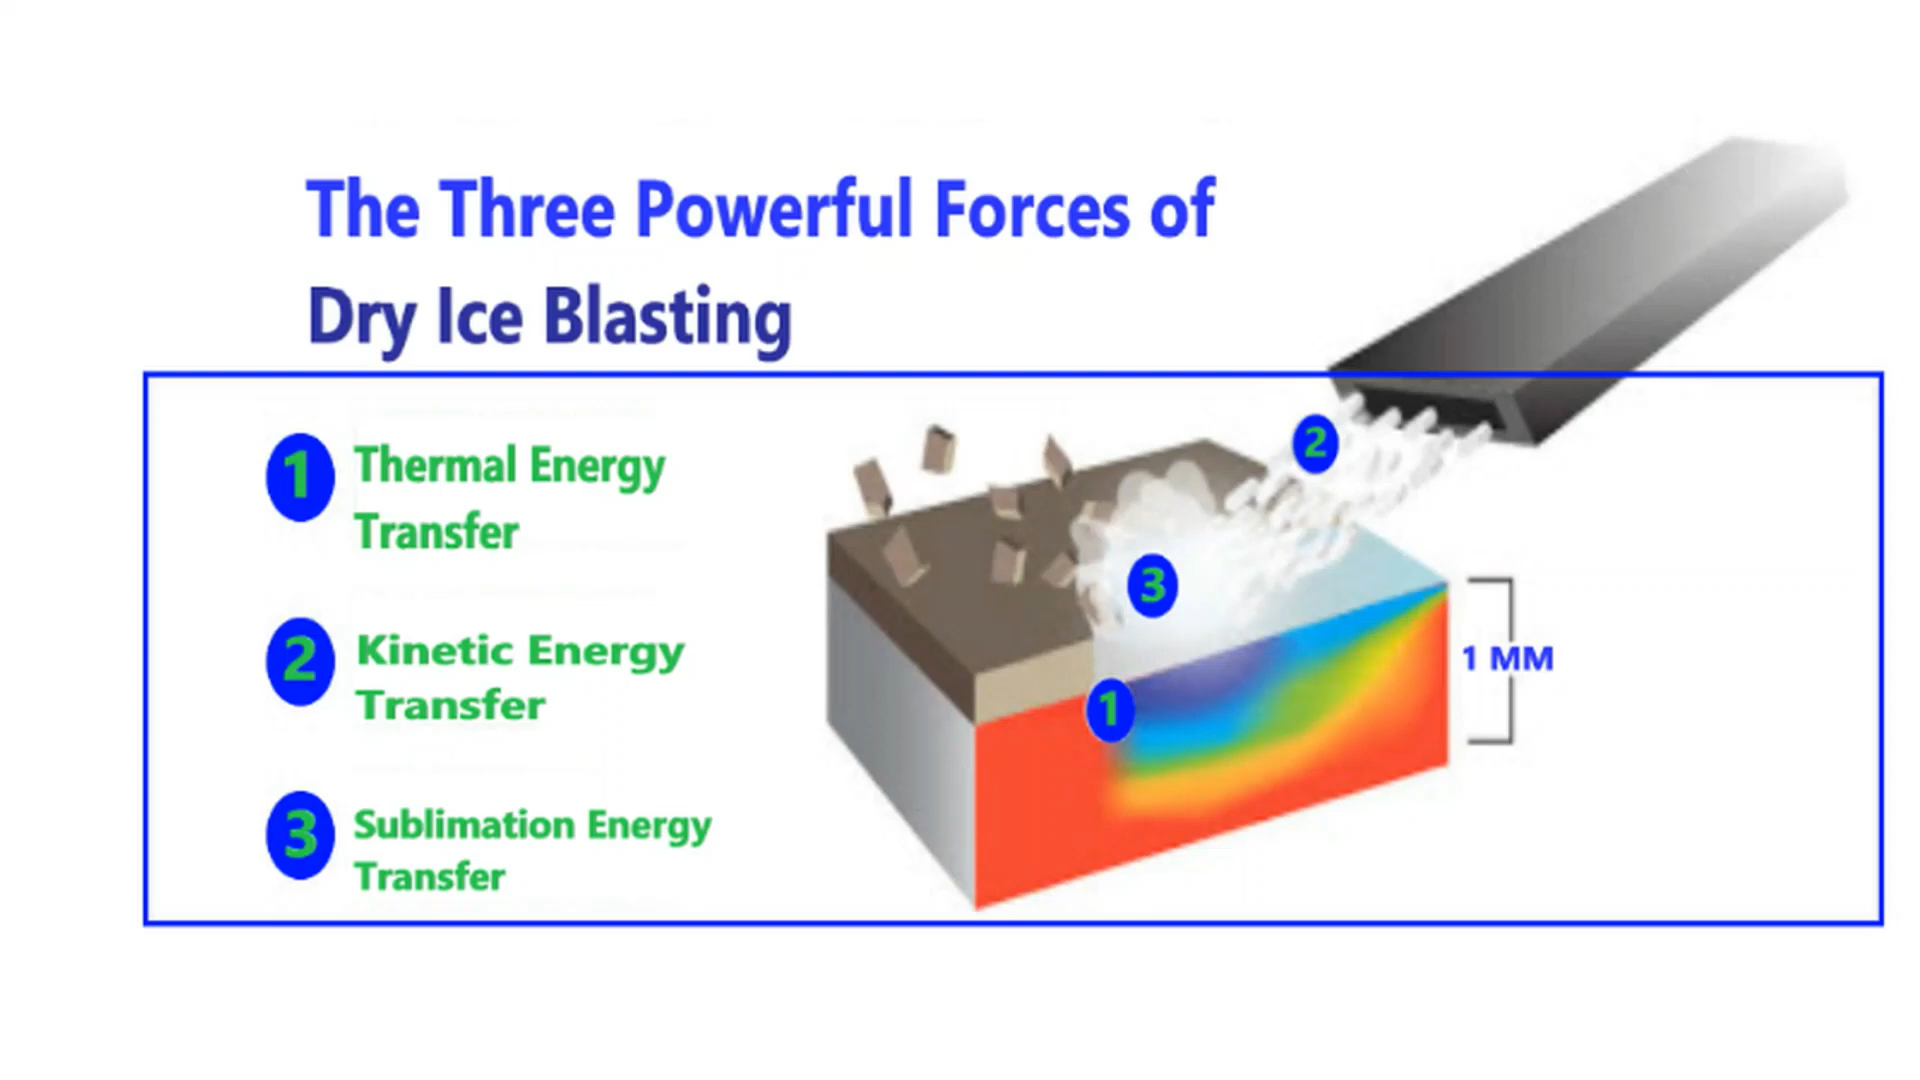 The Three Powerful Forces of
Dry Ice Blasting
1 Thermal Energy
Transfer
2 Kinetic Energy
Transfer
3 Sublimation Energy
Transfer
2
3
1
1 MM